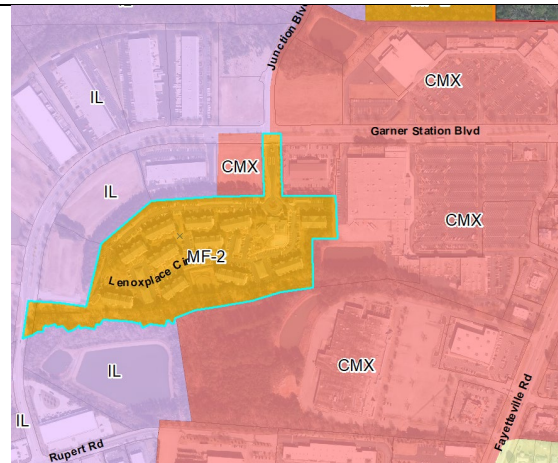 Junction Blv
CMX
IL
Garner Station Blvd
CMX
IL
CMX
MF-2
Lenoxplace Cir
CMX
IL
IL
Fayetteville Rd
Rupert Rd